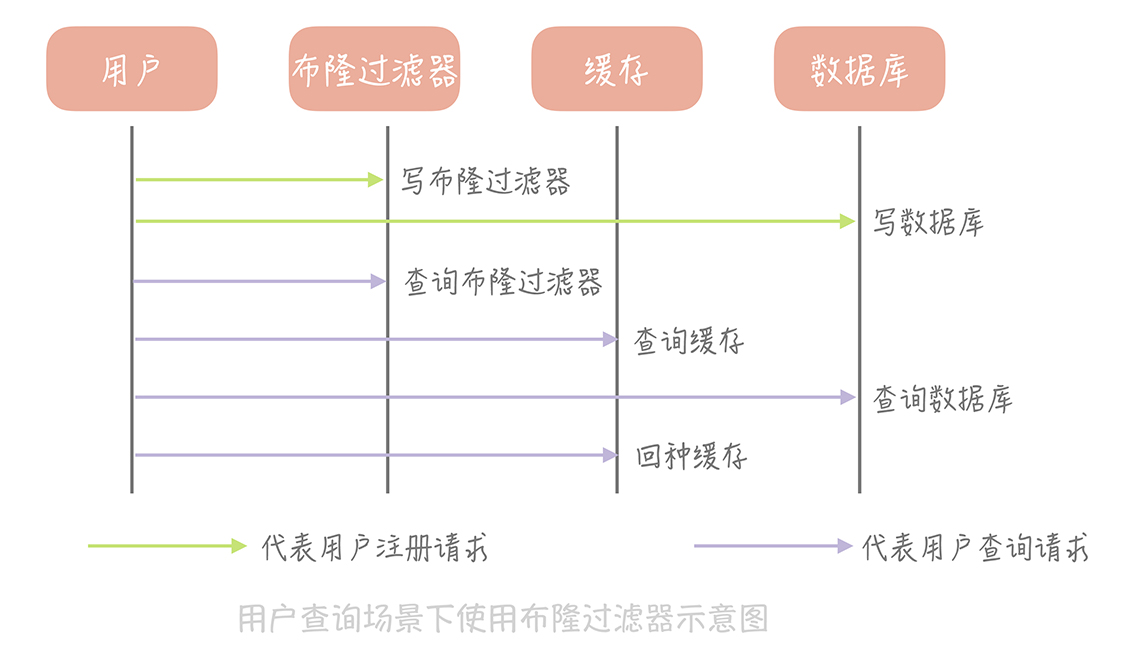 用户 布隆过滤器 缓存 数据库
写布隆过滤器
写数据库
查询布隆过滤器
查询缓存
查询数据库
回种缓存
代表用户注册请求 代表用户查询请求
用户查询场景下使用布隆过滤器示意图